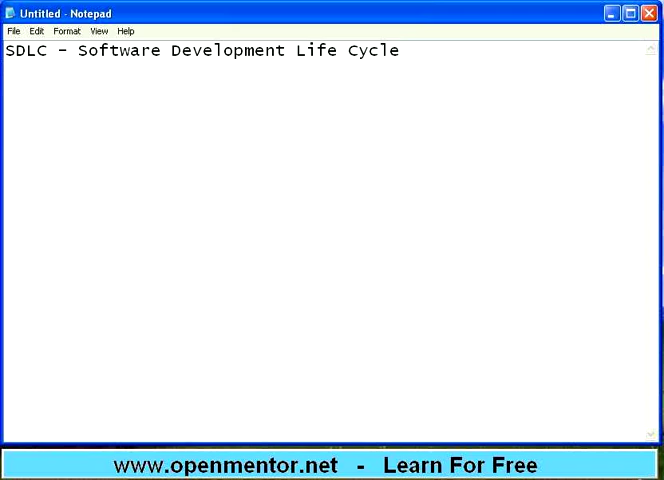 Untitled - Notepad
File Edit Format View Help
SDLC - Software Development Life Cycle
www.openmentor.net - Learn For Free